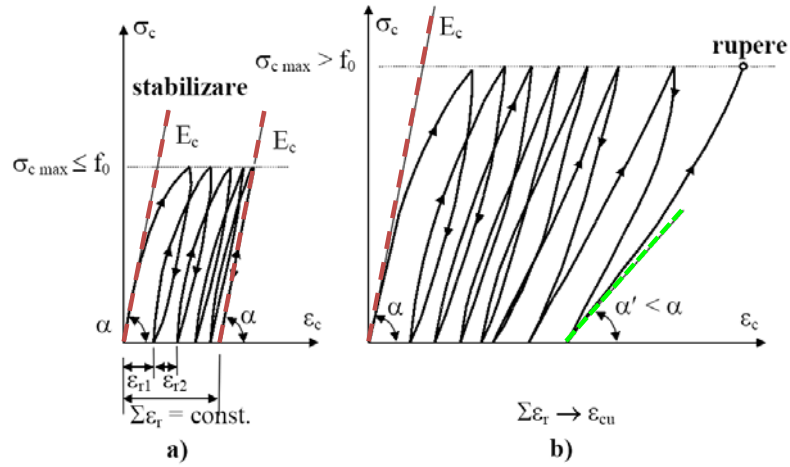 σc
Ec
stabilizare
Ec
σc max ≤ f0
α
α
εc
εr1
εr2
Σεr = const.
a)
σc
Ec
σc max > f0
rupere
α
α′ < α
εc
Σεr → εcu
b)